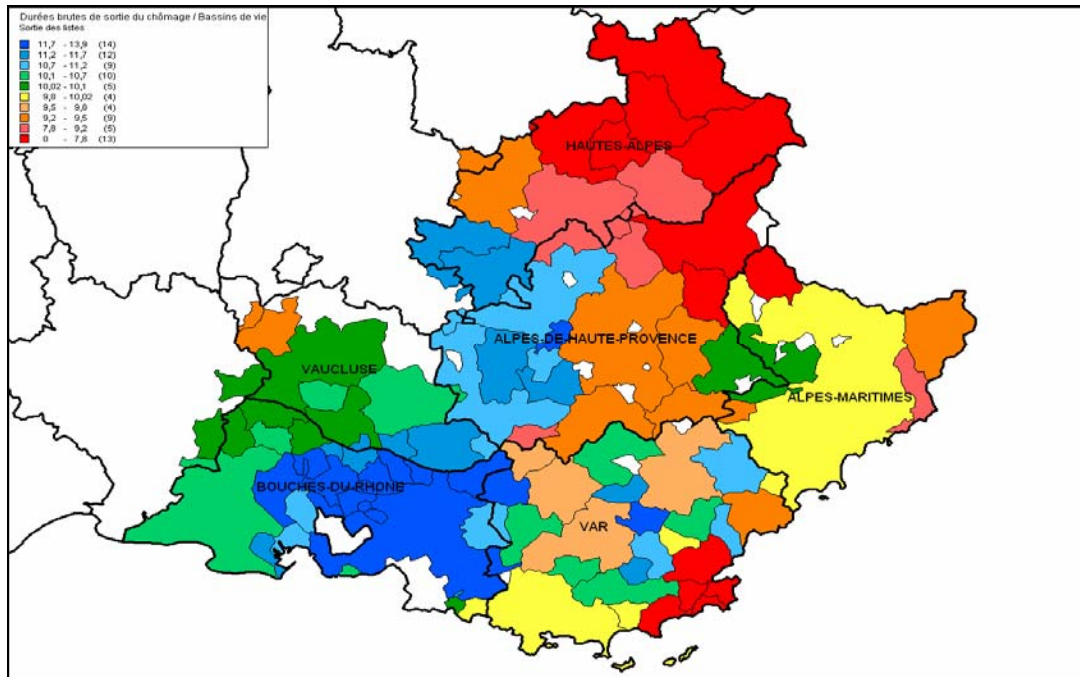 Durées brutes de sortie du chômage / Bassins de vie
Sortie des listes
11,7 - 13,9 (14)
11,2 - 11,7 (12)
10,7 - 11,2 (9)
10,1 - 10,7 (10)
10,02 - 10,1 (5)
9,8 - 10,02 (4)
9,5 - 9,8 (4)
9,2 - 9,5 (9)
7,8 - 9,2 (5)
0 - 7,8 (13)
HAUTES-ALPES
ALPES-DE-HAUTE-PROVENCE
VAUCLUSE
ALPES-MARITIMES
BOUCHES-DU-RHONE
VAR